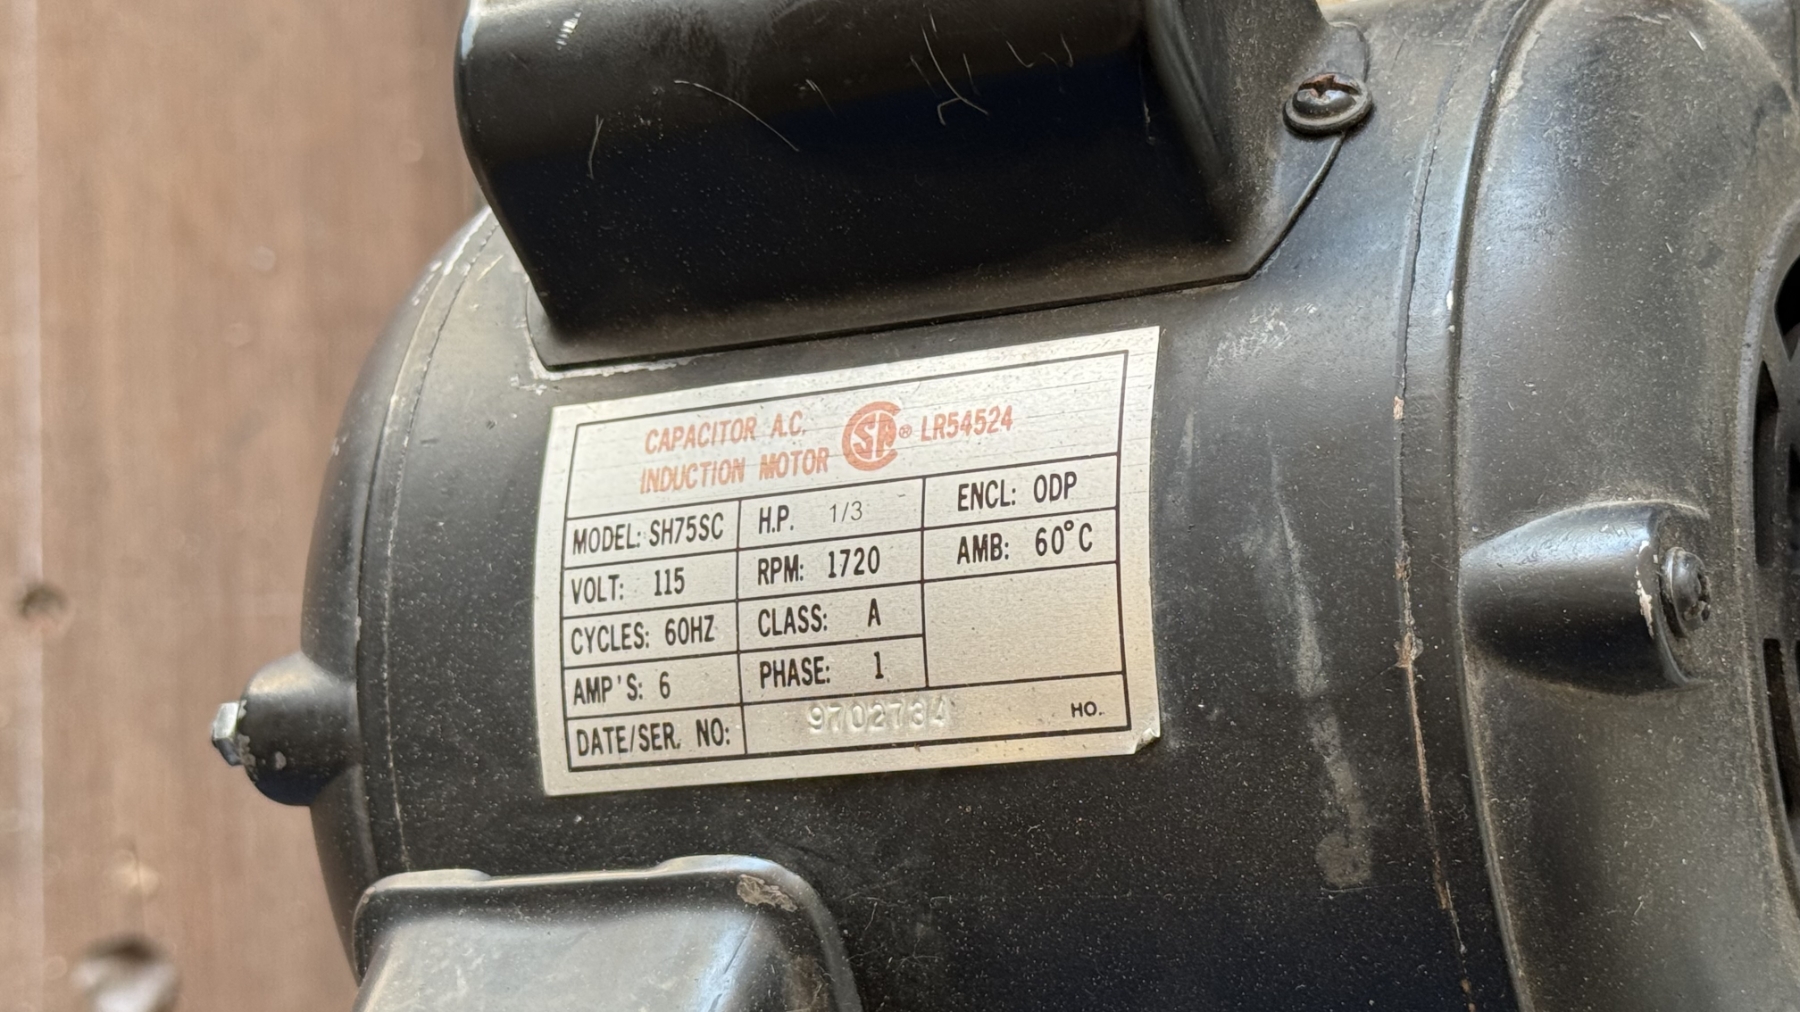 CAPACITOR A.C.
INDUCTION MOTOR
SA® LR54524
MODEL: SH75SC
H.P. 1/3
ENCL: ODP
VOLT: 115
RPM: 1720
AMB: 60°C
CYCLES: 60HZ
CLASS: A
AMP'S: 6
PHASE: 1
DATE/SER. NO: 9702734
HO.